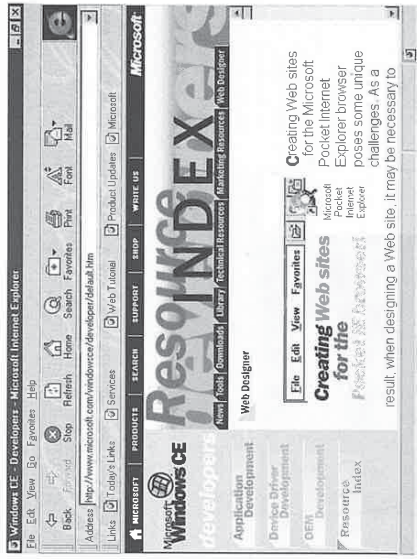 Windows CE - Developers - Microsoft Internet Explorer
File Edit View Go Favorites Help
Back Forward Stop Refresh Home Search Favorites Print Font Mail
Address http://www.microsoft.com/windowsce/developer/default.htm
Links Today's Links Services Web Tutorial Product Updates Microsoft
MICROSOFT PRODUCTS SEARCH SUPPORT SHOP WRITE US Microsoft
Microsoft
Windows CE
developers
Resource
INDEX
News Tools Downloads Library Technical Resources Marketing Resources Web Designer
Application
Development
Device Driver
Development
OEM Development
Resource
Index
Web Designer
File Edit View Favorites
Creating Web sites
for the
Pocket IE browser
Microsoft
Pocket
Internet
Explorer
Creating Web sites
for the Microsoft
Pocket Internet
Explorer browser
poses some unique
challenges. As a
result, when designing a Web site, it may be necessary to